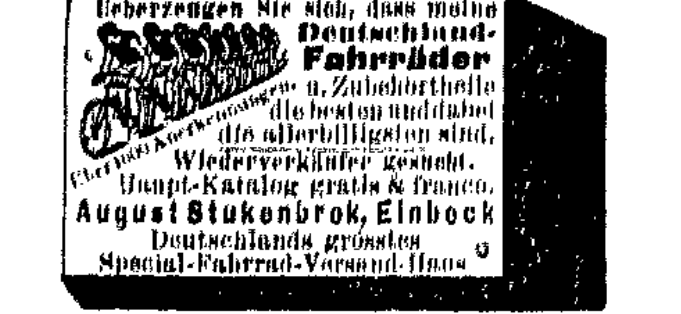 Ueberzeugen Sie sich, dass meine
Deutschland-
Fahrräder
u. Zubehörtheile
die besten und dabei
die allerbilligsten sind.
Wiederverkäufer gesucht.
Haupt-Katalog gratis & franco.
August Stukenbrok, Einbeck
Deutschlands grösstes
Special-Fahrrad-Versand-Haus